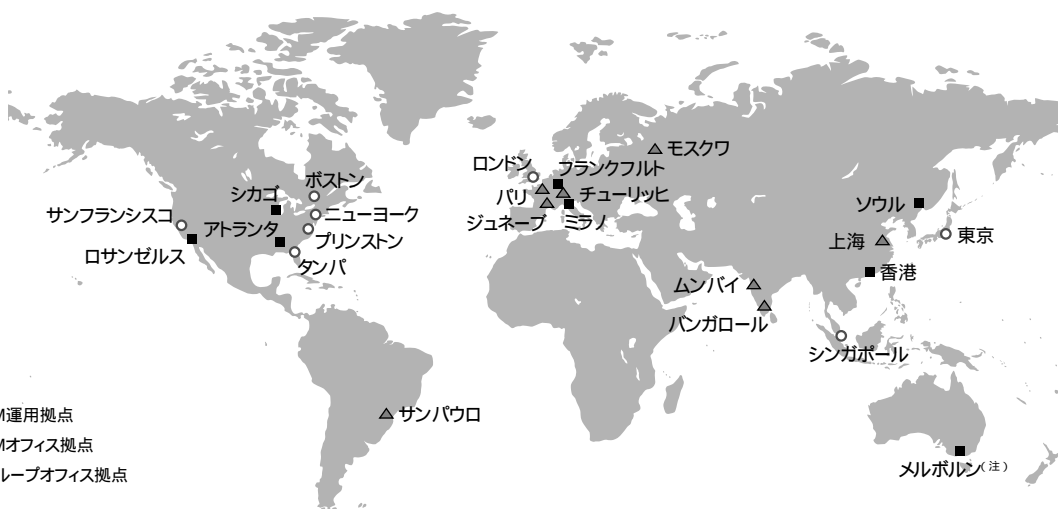 モスクワ
ロンドン
フランクフルト
パリ
チューリッヒ
ジュネーブ
ミラノ
ボストン
シカゴ
サンフランシスコ
ニューヨーク
アトランタ
プリンストン
ロサンゼルス
タンパ
ソウル
東京
上海
香港
ムンバイ
バンガロール
シンガポール
サンパウロ
メルボルン(注)
M運用拠点
Mオフィス拠点
ループオフィス拠点